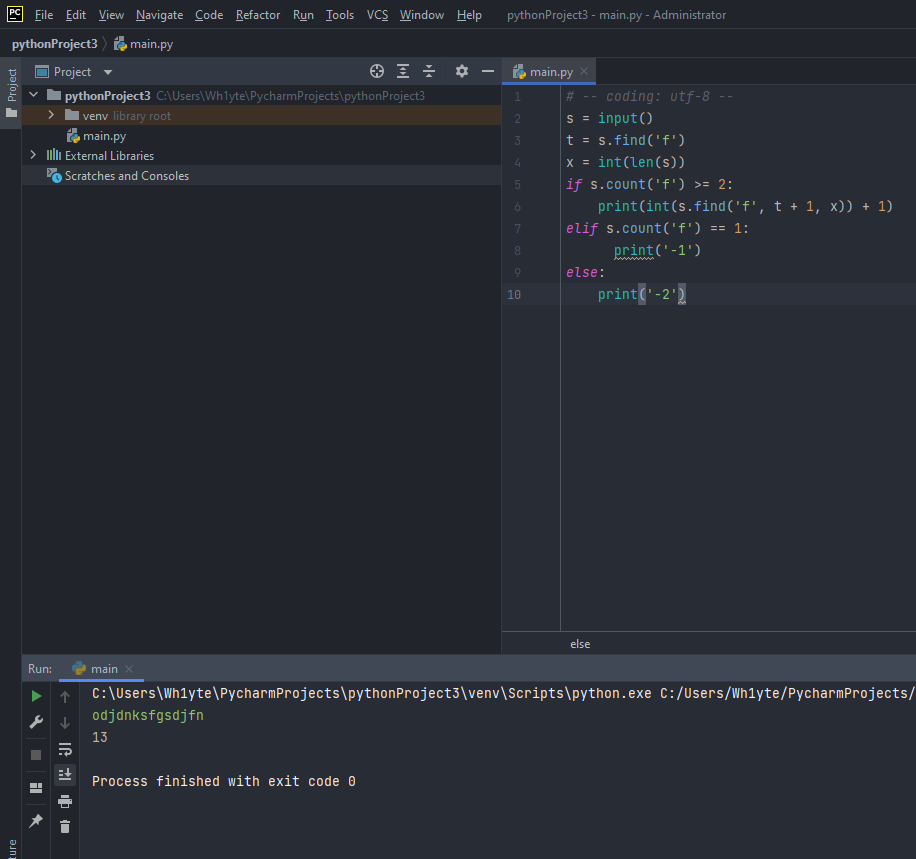 PC File Edit View Navigate Code Refactor Run Tools VCS Window Help pythonProject3 - main.py - Administrator
pythonProject3 main.py
Project
Project
pythonProject3 C:\Users\Wh1yte\PycharmProjects\pythonProject3
venv library root
main.py
External Libraries
Scratches and Consoles
main.py
1 # -- coding: utf-8 --
2 s = input()
3 t = s.find('f')
4 x = int(len(s))
5 if s.count('f') >= 2:
6 print(int(s.find('f', t + 1, x)) + 1)
7 elif s.count('f') == 1:
8 print('-1')
9 else:
10 print('-2')
else
Run: main
C:\Users\Wh1yte\PycharmProjects\pythonProject3\venv\Scripts\python.exe C:/Users/Wh1yte/PycharmProjects/
odjdnksfgsdjfn
13
Process finished with exit code 0
ture